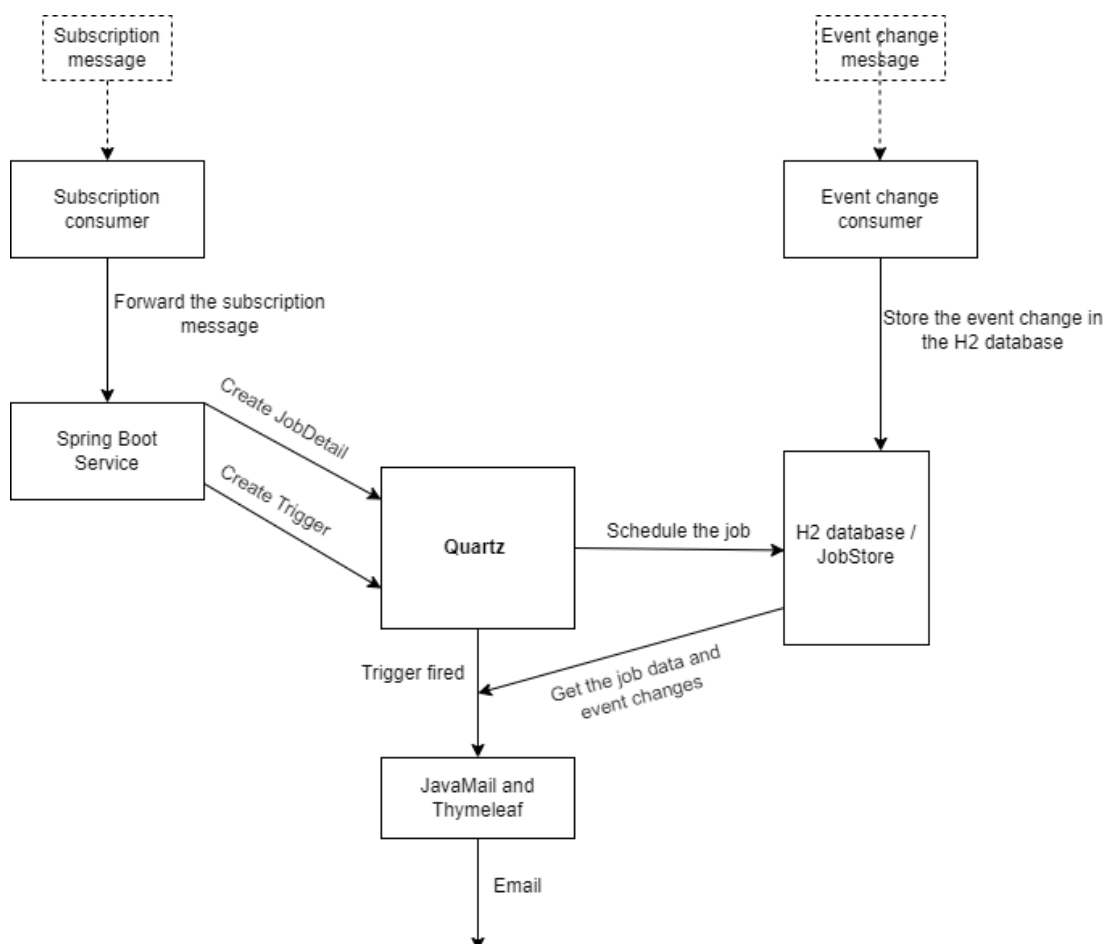 Subscription
message
Event change
message
Subscription
consumer
Event change
consumer
Forward the subscription
message
Store the event change in
the H2 database
Create JobDetail
Spring Boot
Service
Create Trigger
Quartz
Schedule the job
H2 database /
JobStore
Trigger fired
Get the job data and
event changes
JavaMail and
Thymeleaf
Email